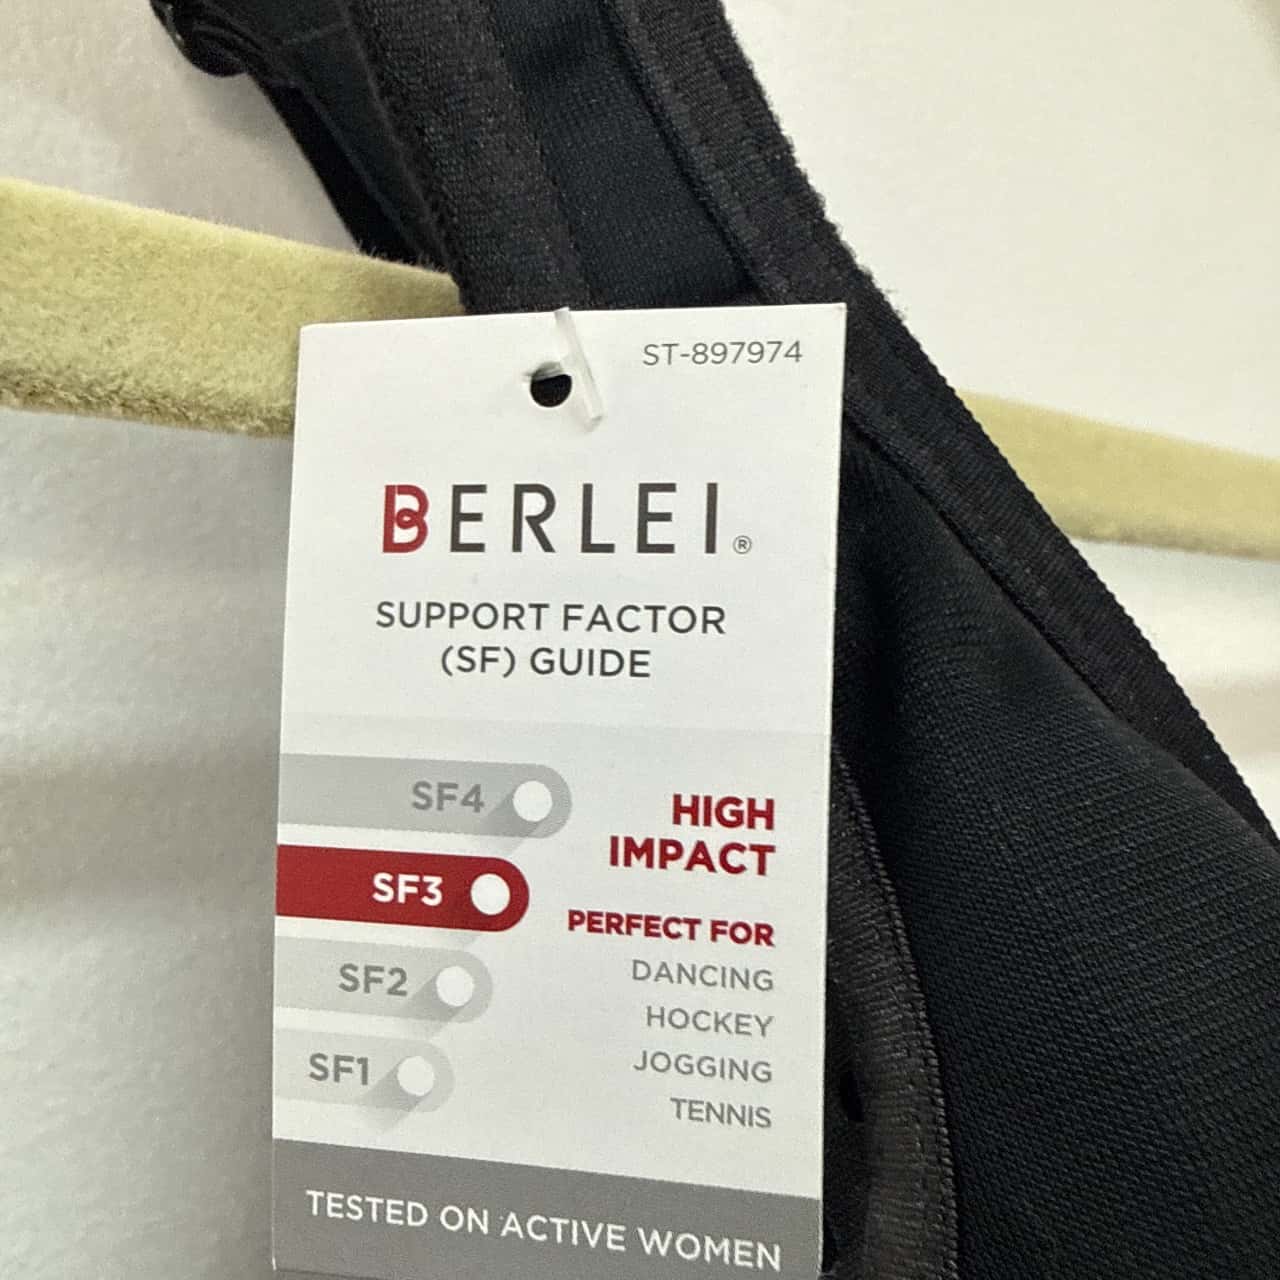 ST-897974
BERLEI®
SUPPORT FACTOR
(SF) GUIDE
SF4
HIGH
IMPACT
SF3
PERFECT FOR
SF2
DANCING
HOCKEY
JOGGING
SF1
TENNIS
TESTED ON ACTIVE WOMEN